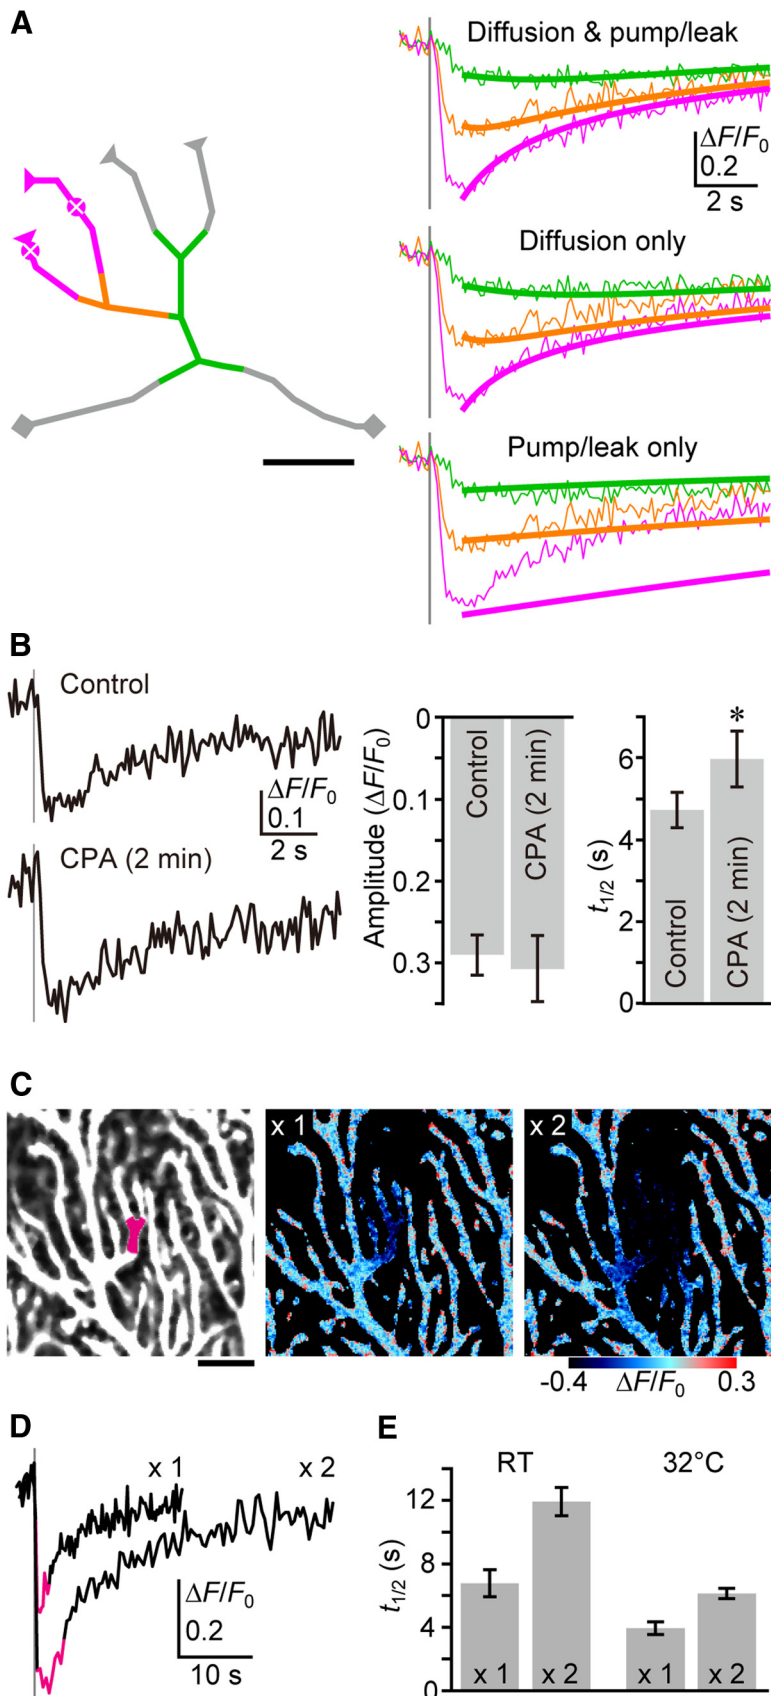 A
Diffusion & pump/leak
ΔF/F0
0.2
2 s
Diffusion only
Pump/leak only
B
Control
ΔF/F0
0.1
2 s
CPA (2 min)
Amplitude (ΔF/F0)
0
0.1
0.2
0.3
Control
CPA (2 min)
t1/2 (s)
6
4
2
0
*
Control
CPA (2 min)
C
x 1
x 2
-0.4
ΔF/F0
0.3
D
x 1
x 2
ΔF/F0
0.2
10 s
E
RT
32°C
t1/2 (s)
12
8
4
0
x 1
x 2
x 1
x 2